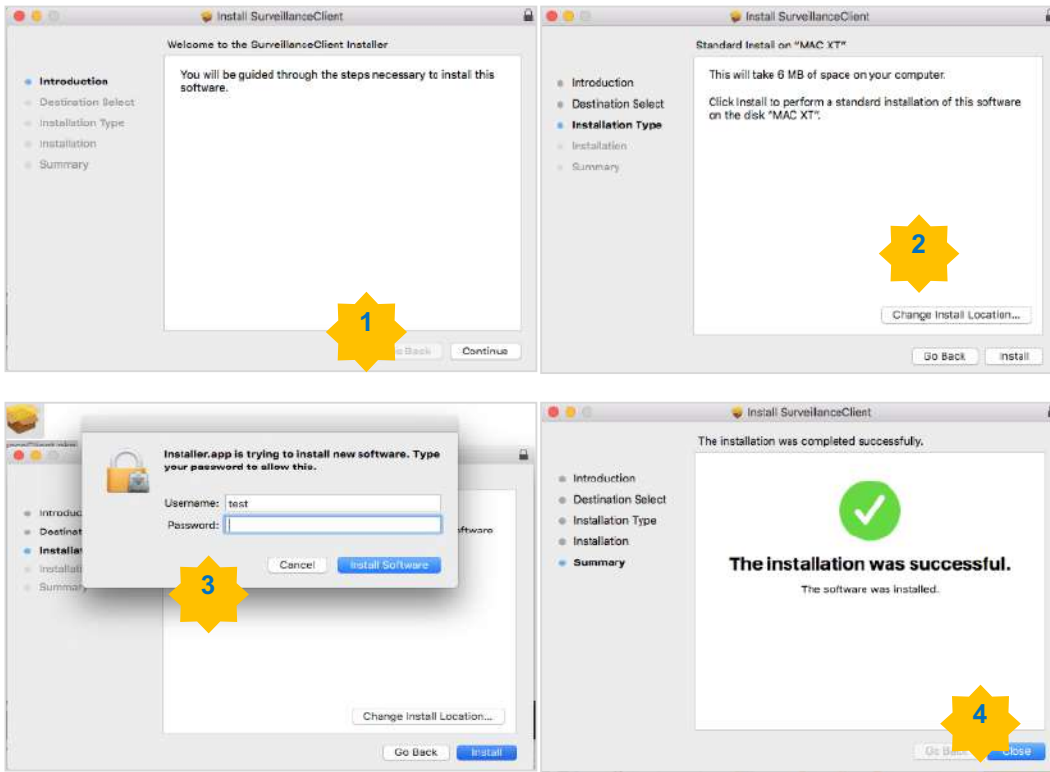 Install SurveillanceClient
Welcome to the SurveillanceClient Installer
Introduction
Destination Select
Installation Type
Installation
Summary
You will be guided through the steps necessary to install this
software.
1
Continue
Install SurveillanceClient
Standard Install on "MAC XT"
Introduction
Destination Select
Installation Type
Installation
Summary
This will take 6 MB of space on your computer.
Click Install to perform a standard installation of this software
on the disk "MAC XT".
2
Change Install Location...
Go Back
Install
Installer.app is trying to install new software. Type
your password to allow this.
Username: test
Password:
Cancel
Install Software
3
Summary
Change Install Location...
Go Back
Install
Install SurveillanceClient
The installation was completed successfully.
Introduction
Destination Select
Installation Type
Installation
Summary
The installation was successful.
The software was installed.
4
Close